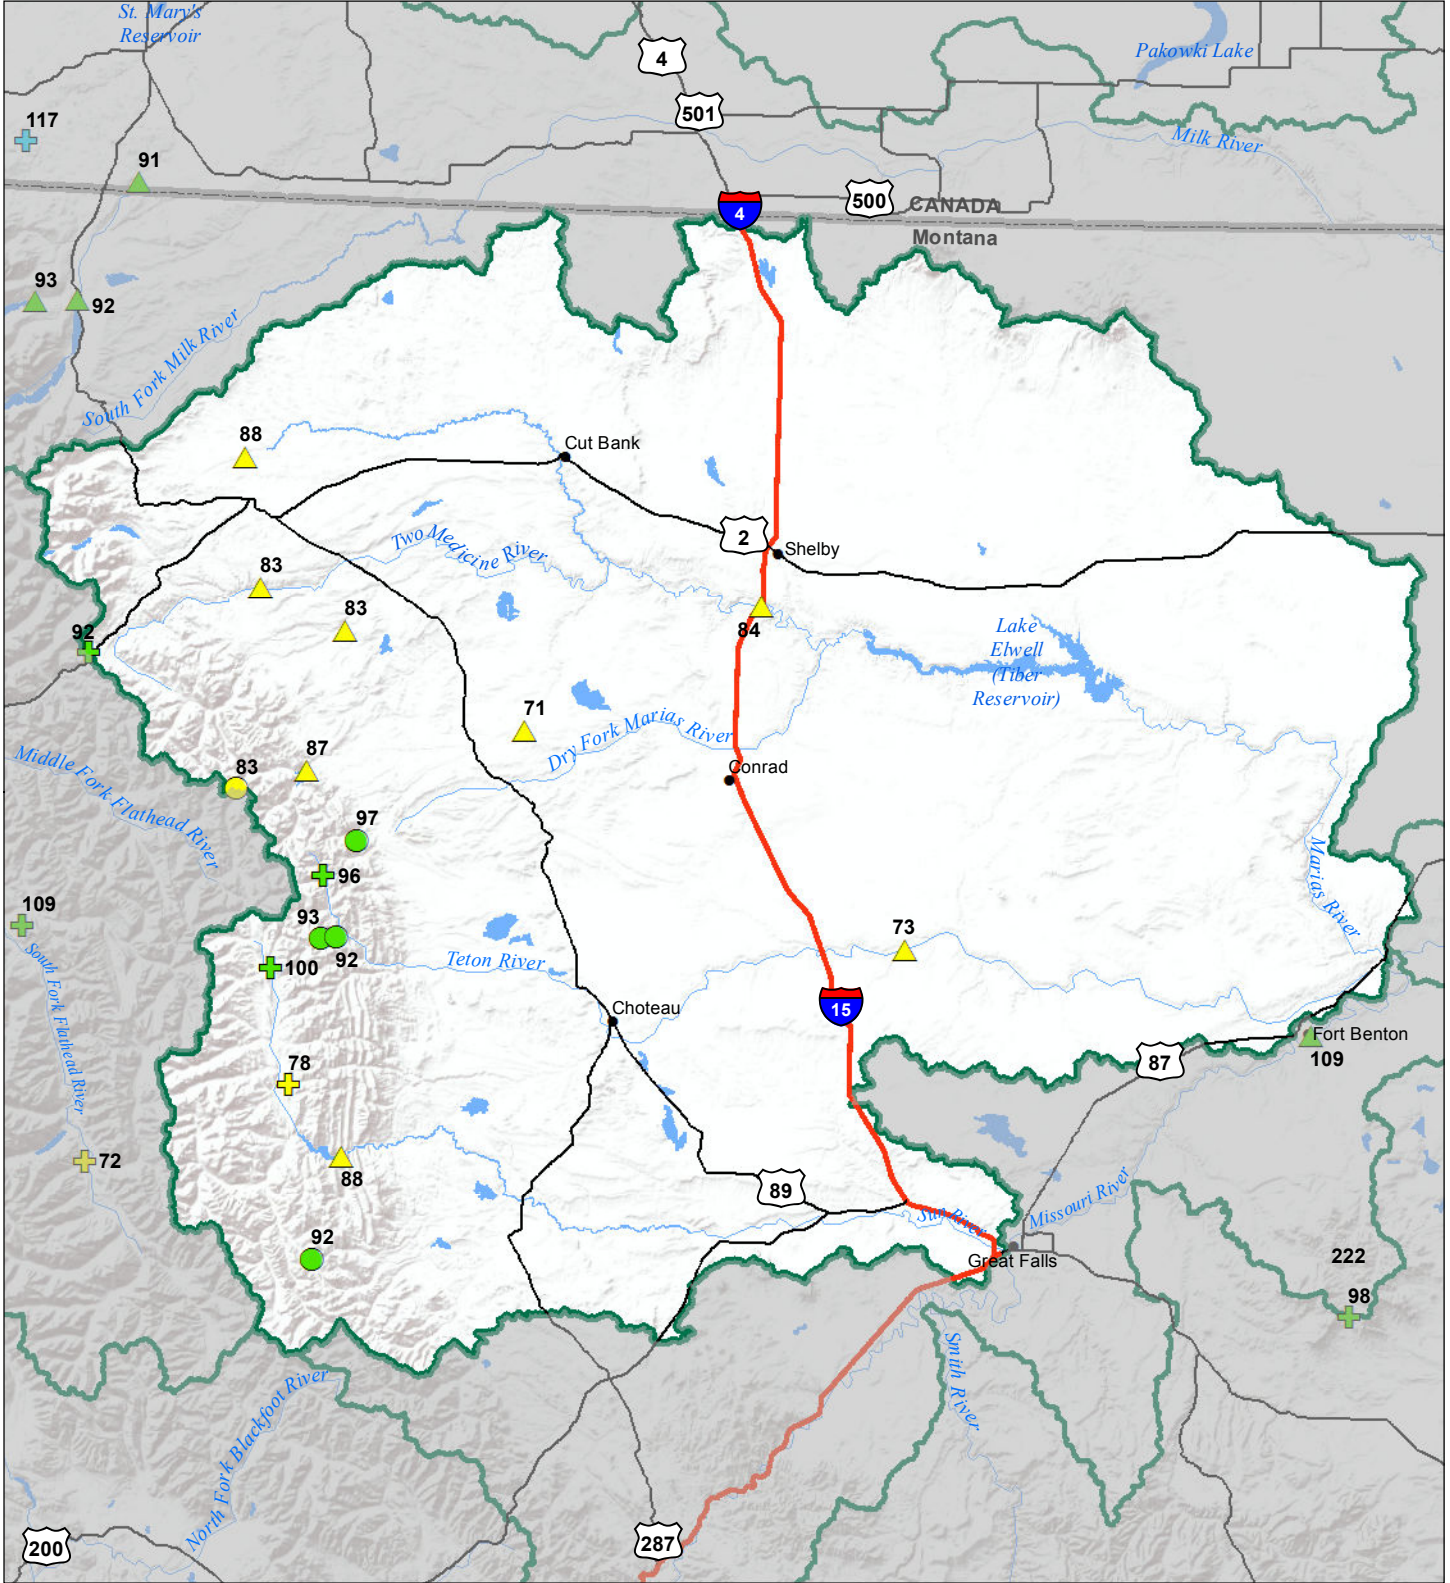 St. Mary's
Reservoir
4
Pakowki Lake
501
117
Milk River
91
4
500
CANADA
Montana
93
92
South Fork Milk River
88
Cut Bank
Two Medicine River
2
Shelby
83
83
84
92
Lake
Elwell
(Tiber
Reservoir)
71
Dry Fork Marias River
87
83
Conrad
Middle Fork Flathead River
97
96
Marias River
109
93
92
73
South Fork Flathead River
100
Teton River
15
Choteau
Fort Benton
109
87
78
72
88
89
Missouri River
Sun River
92
Great Falls
222
98
Smith River
North Fork Blackfoot River
200
287